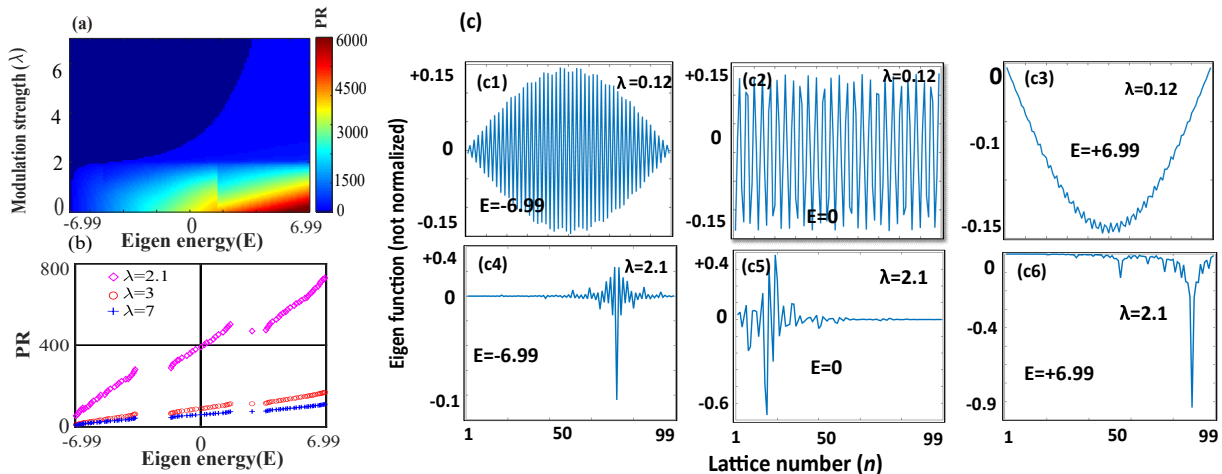 (a)
PR
6000
4500
3000
1500
0
Modulation strength (λ)
6
4
2
0
-6.99
0
6.99
Eigen energy(E)
(b)
800
400
0
PR
λ=2.1
λ=3
λ=7
-6.99
0
6.99
Eigen energy(E)
(c)
Eigen function (not normalized)
+0.15
0
-0.15
(c1)
λ=0.12
E=-6.99
+0.15
0
-0.15
(c2)
λ=0.12
E=0
0
-0.1
-0.15
(c3)
λ=0.12
E=+6.99
+0.4
0
-0.1
(c4)
λ=2.1
E=-6.99
1
50
99
+0.4
0
-0.6
(c5)
λ=2.1
E=0
1
50
99
0
-0.4
-0.9
(c6)
λ=2.1
E=+6.99
1
50
99
Lattice number (n)